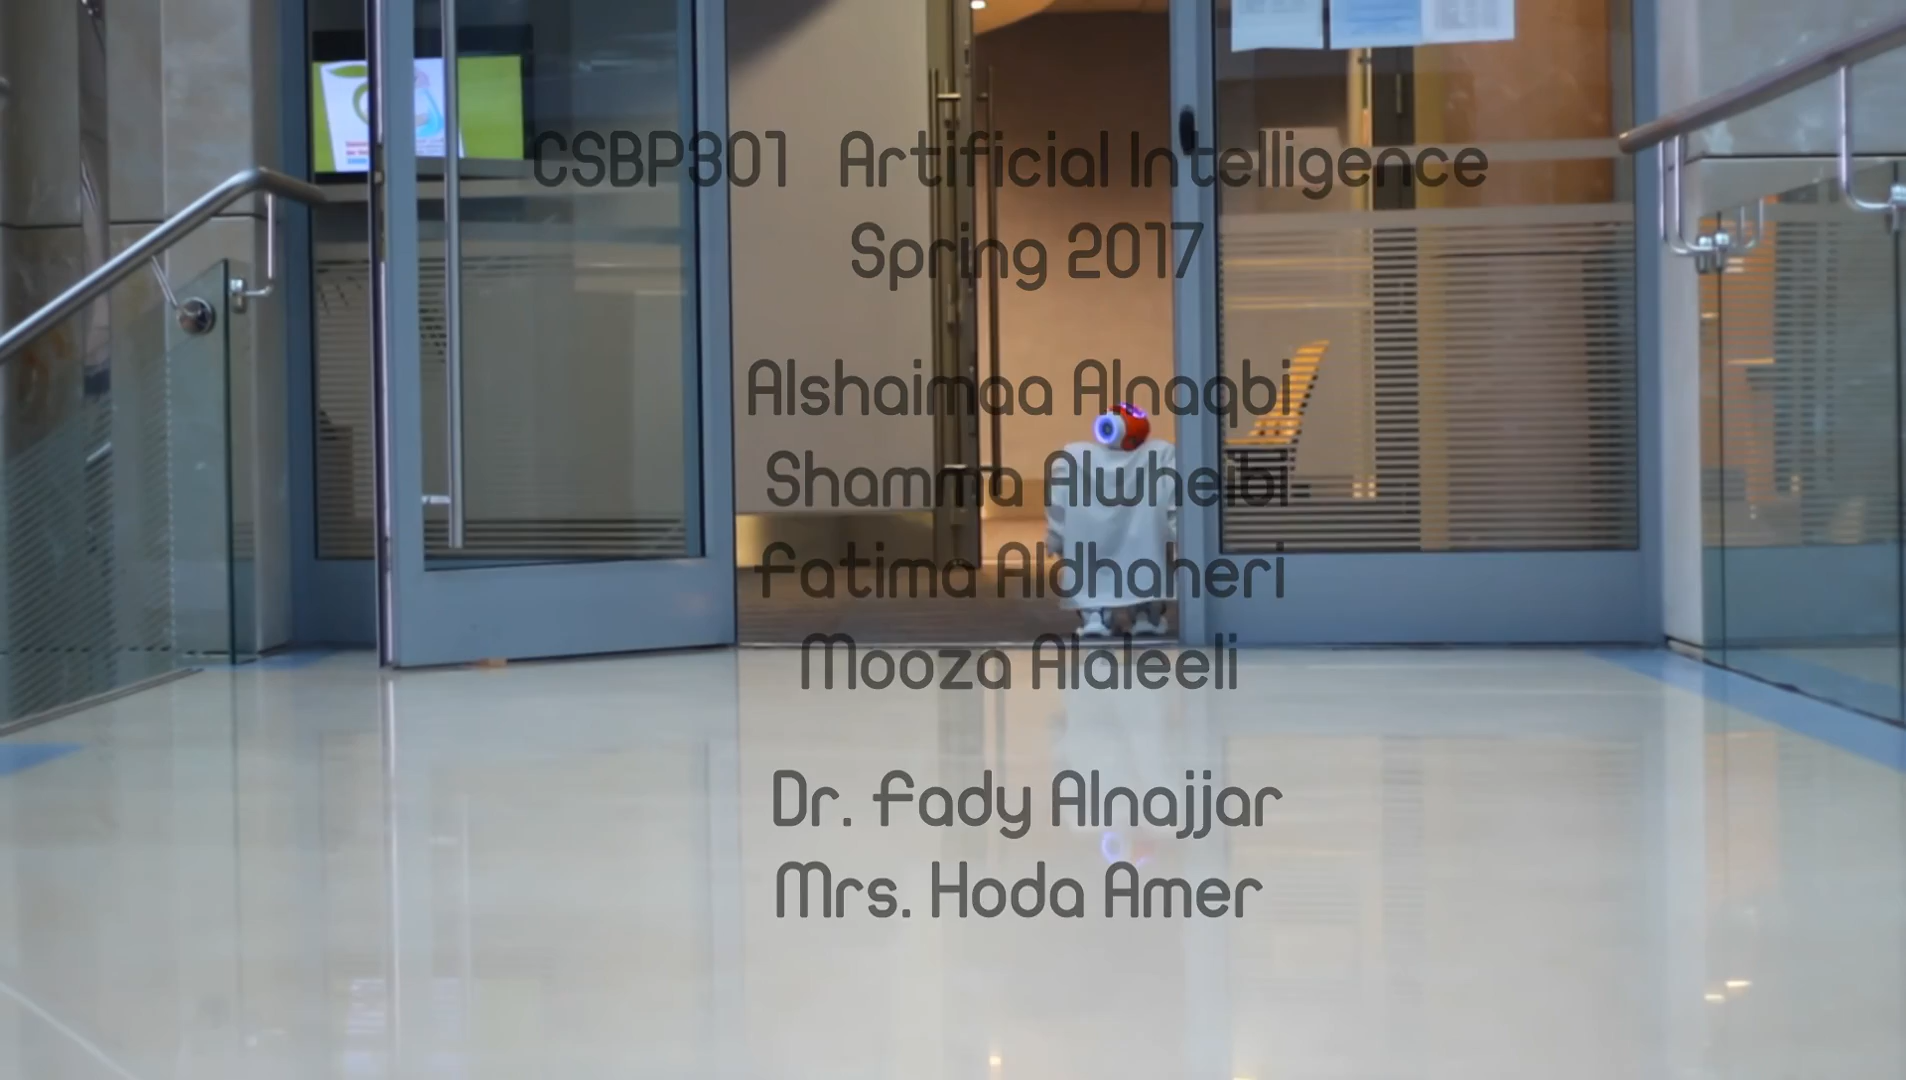 CSBP301 Artificial Intelligence
Spring 2017
Alshaimaa Alnaqbi
Shamma Alwheibi
Fatima Aldhaheri
Mooza Alaleeli
Dr. Fady Alnajjar
Mrs. Hoda Amer